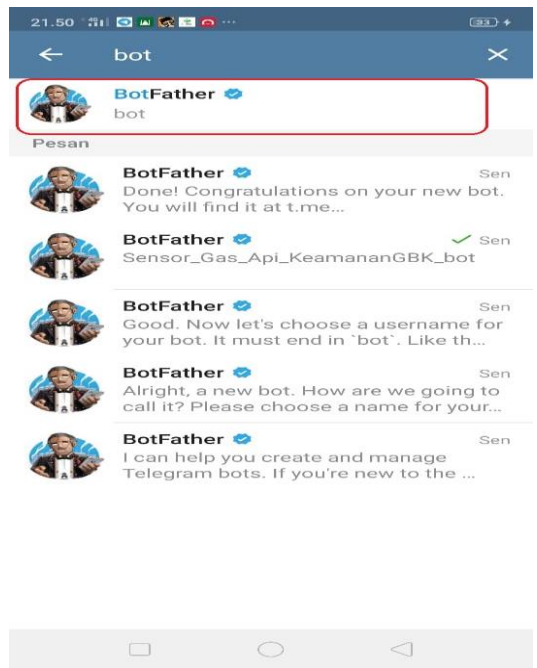 21.50
33
bot
BotFather
bot
Pesan
BotFather
Sen
Done! Congratulations on your new bot.
You will find it at t.me...
BotFather
Sen
Sensor_Gas_Api_KeamananGBK_bot
BotFather
Sen
Good. Now let's choose a username for
your bot. It must end in `bot`. Like th...
BotFather
Sen
Alright, a new bot. How are we going to
call it? Please choose a name for your...
BotFather
Sen
I can help you create and manage
Telegram bots. If you're new to the ...